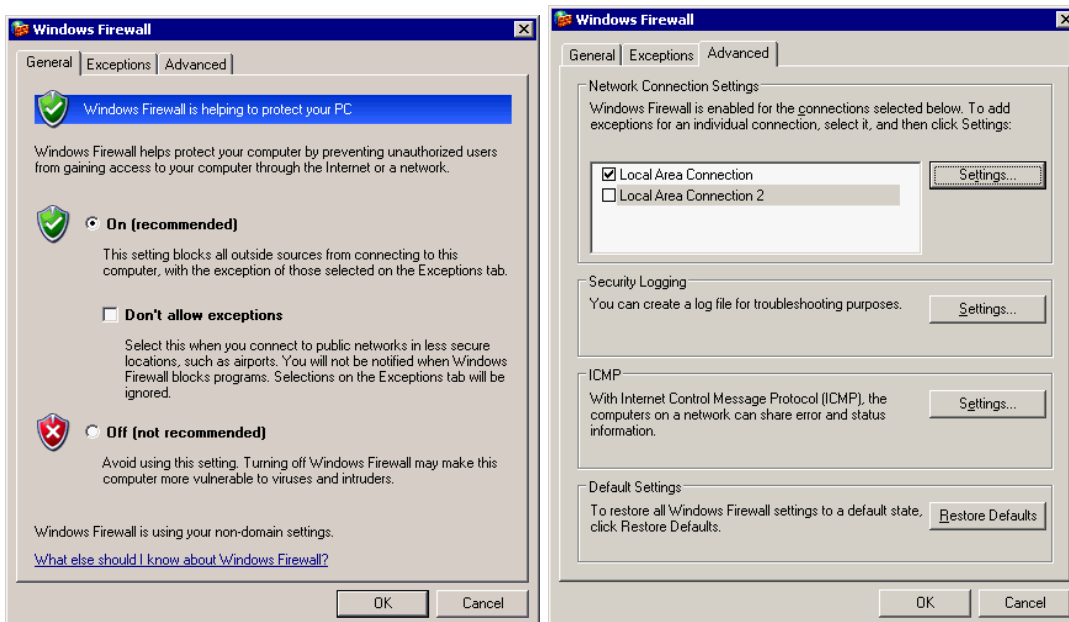 Windows Firewall
General Exceptions Advanced
Windows Firewall is helping to protect your PC
Windows Firewall helps protect your computer by preventing unauthorized users
from gaining access to your computer through the Internet or a network.
On (recommended)
This setting blocks all outside sources from connecting to this
computer, with the exception of those selected on the Exceptions tab.
Don't allow exceptions
Select this when you connect to public networks in less secure
locations, such as airports. You will not be notified when Windows
Firewall blocks programs. Selections on the Exceptions tab will be
ignored.
Off (not recommended)
Avoid using this setting. Turning off Windows Firewall may make this
computer more vulnerable to viruses and intruders.
Windows Firewall is using your non-domain settings.
What else should I know about Windows Firewall?
OK Cancel
Windows Firewall
General Exceptions Advanced
Network Connection Settings
Windows Firewall is enabled for the connections selected below. To add
exceptions for an individual connection, select it, and then click Settings:
Local Area Connection
Local Area Connection 2
Settings...
Security Logging
You can create a log file for troubleshooting purposes.
Settings...
ICMP
With Internet Control Message Protocol (ICMP), the
computers on a network can share error and status
information.
Settings...
Default Settings
To restore all Windows Firewall settings to a default state,
click Restore Defaults.
Restore Defaults
OK Cancel